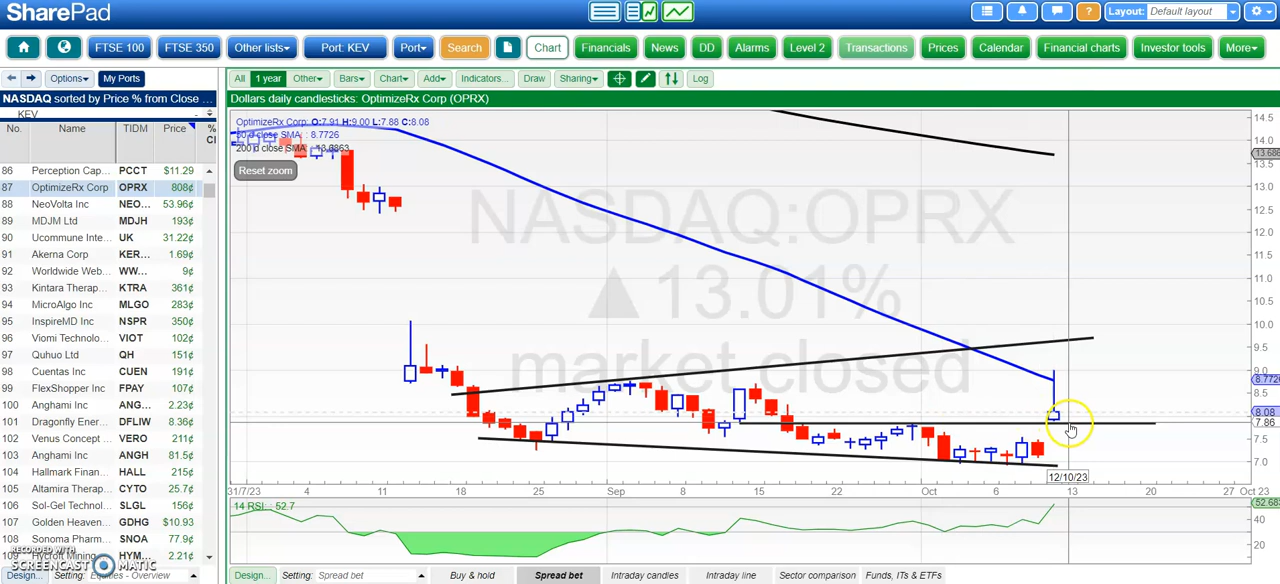 SharePad
Layout: Default layout
FTSE 100 FTSE 350 Other lists Port: KEV Port Search Chart Financials News DD Alarms Level 2 Transactions Prices Calendar Financial charts Investor tools More
Options My Ports
All 1 year Other Bars Chart Add Indicators... Draw Sharing Log
NASDAQ sorted by Price % from Close ...
Dollars daily candlesticks: OptimizeRx Corp (OPRX)
KEV
No. Name TIDM Price %
86 Perception Cap... PCCT $11.29
87 OptimizeRx Corp OPRX 808¢
88 NeoVolta Inc NEO... 53.96¢
89 MDJM Ltd MDJH 193¢
90 Ucommune Inte... UK 31.22¢
91 Akerna Corp KER... 1.69¢
92 Worldwide Web... WW... 9¢
93 Kintara Therap... KTRA 361¢
94 MicroAlgo Inc MLGO 283¢
95 InspireMD Inc NSPR 350¢
96 Viomi Technolo... VIOT 102¢
97 Quhuo Ltd QH 151¢
98 Cuentas Inc CUEN 191¢
99 FlexShopper Inc FPAY 107¢
100 Anghami Inc ANG... 2.23¢
101 Dragonfly Ener... DFLIW 8.36¢
102 Venus Concept ... VERO 211¢
103 Anghami Inc ANGH 81.5¢
104 Hallmark Finan... HALL 215¢
105 Altamira Therap... CYTO 25.7¢
106 Sol-Gel Technol... SLGL 156¢
107 Golden Heaven... GDHG $10.93
108 Sonoma Pharm... SNOA 77.9¢
109 Hycroft Mining... HYM... 2.21¢
OptimizeRx Corp O:7.91 H:9.00 L:7.88 C:8.08
50 d close SMA: 8.7726
200 d close SMA: 13.6863
Reset zoom
NASDAQ:OPRX
▲13.01%
market closed
14.5
14.0
13.686
13.5
13.0
12.5
12.0
11.5
11.0
10.5
10.0
9.5
9.0
8.7726
8.5
8.08
7.86
7.5
7.0
12/10/23
31/7/23 4 11 18 25 Sep 8 15 22 Oct 6 13 20 27 Oct 23
14 RSI: 52.7
52.68
40
20
RECORDED WITH
SCREENCAST MATIC
Design... Setting: Equities - Overview
Design... Setting: Spread bet Buy & hold Spread bet Intraday candles Intraday line Sector comparison Funds, ITs & ETFs